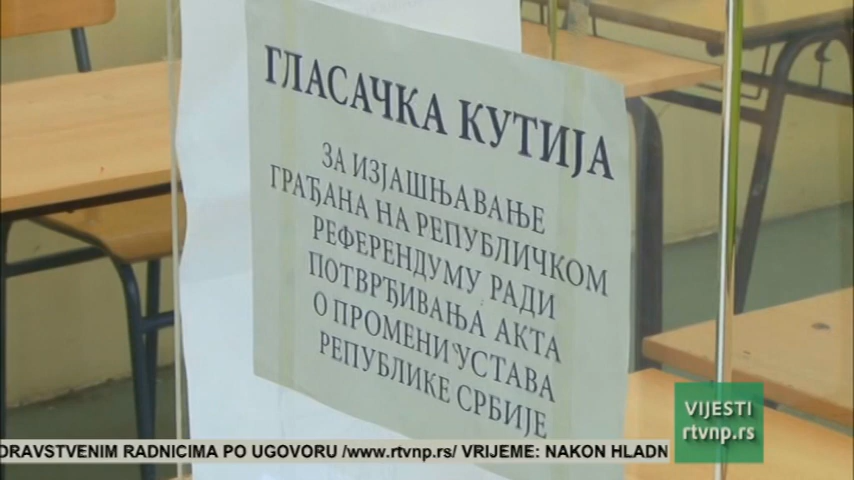 ГЛАСАЧКА КУТИЈА
ЗА ИЗЈАШЊАВАЊЕ
ГРАЂАНА НА РЕПУБЛИЧКОМ
РЕФЕРЕНДУМУ РАДИ
ПОТВРЂИВАЊА АКТА
О ПРОМЕНИ УСТАВА
РЕПУБЛИКЕ СРБИЈЕ
VIJESTI
rtvnp.rs
DRAVSTVENIM RADNICIMA PO UGOVORU /www.rtvnp.rs/ VRIJEME: NAKON HLADN